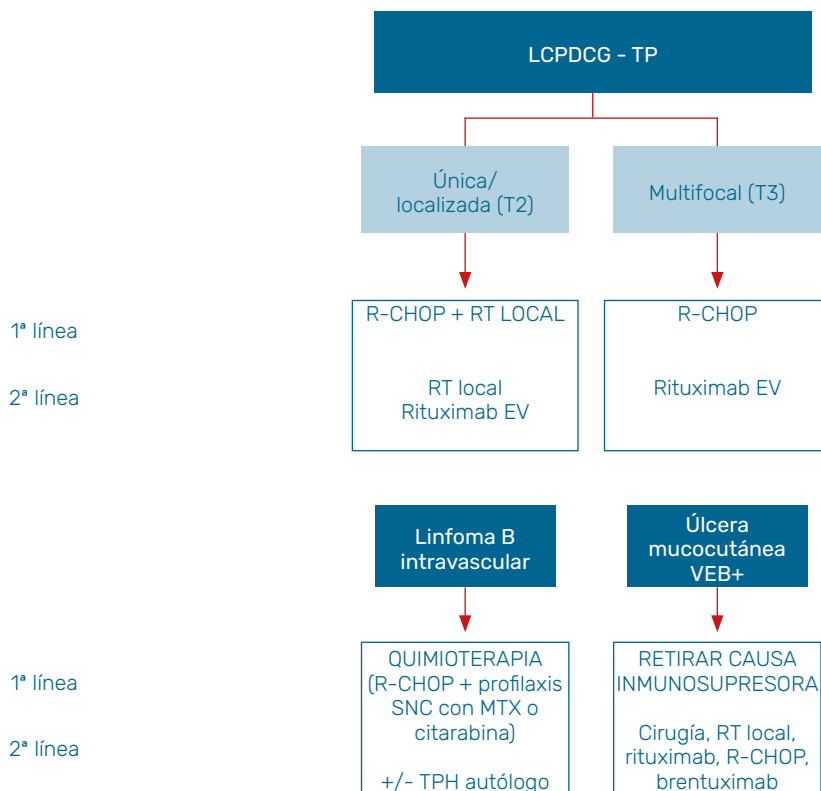 LCPDCG - TP
Única/
localizada (T2)
Multifocal (T3)
1ª línea
R-CHOP + RT LOCAL
R-CHOP
2ª línea
RT local
Rituximab EV
Rituximab EV
Linfoma B
intravascular
Úlcera
mucocutánea
VEB+
1ª línea
QUIMIOTERAPIA
(R-CHOP + profilaxis
SNC con MTX o
citarabina)
RETIRAR CAUSA
INMUNOSUPRESORA
2ª línea
+/- TPH autólogo
Cirugía, RT local,
rituximab, R-CHOP,
brentuximab